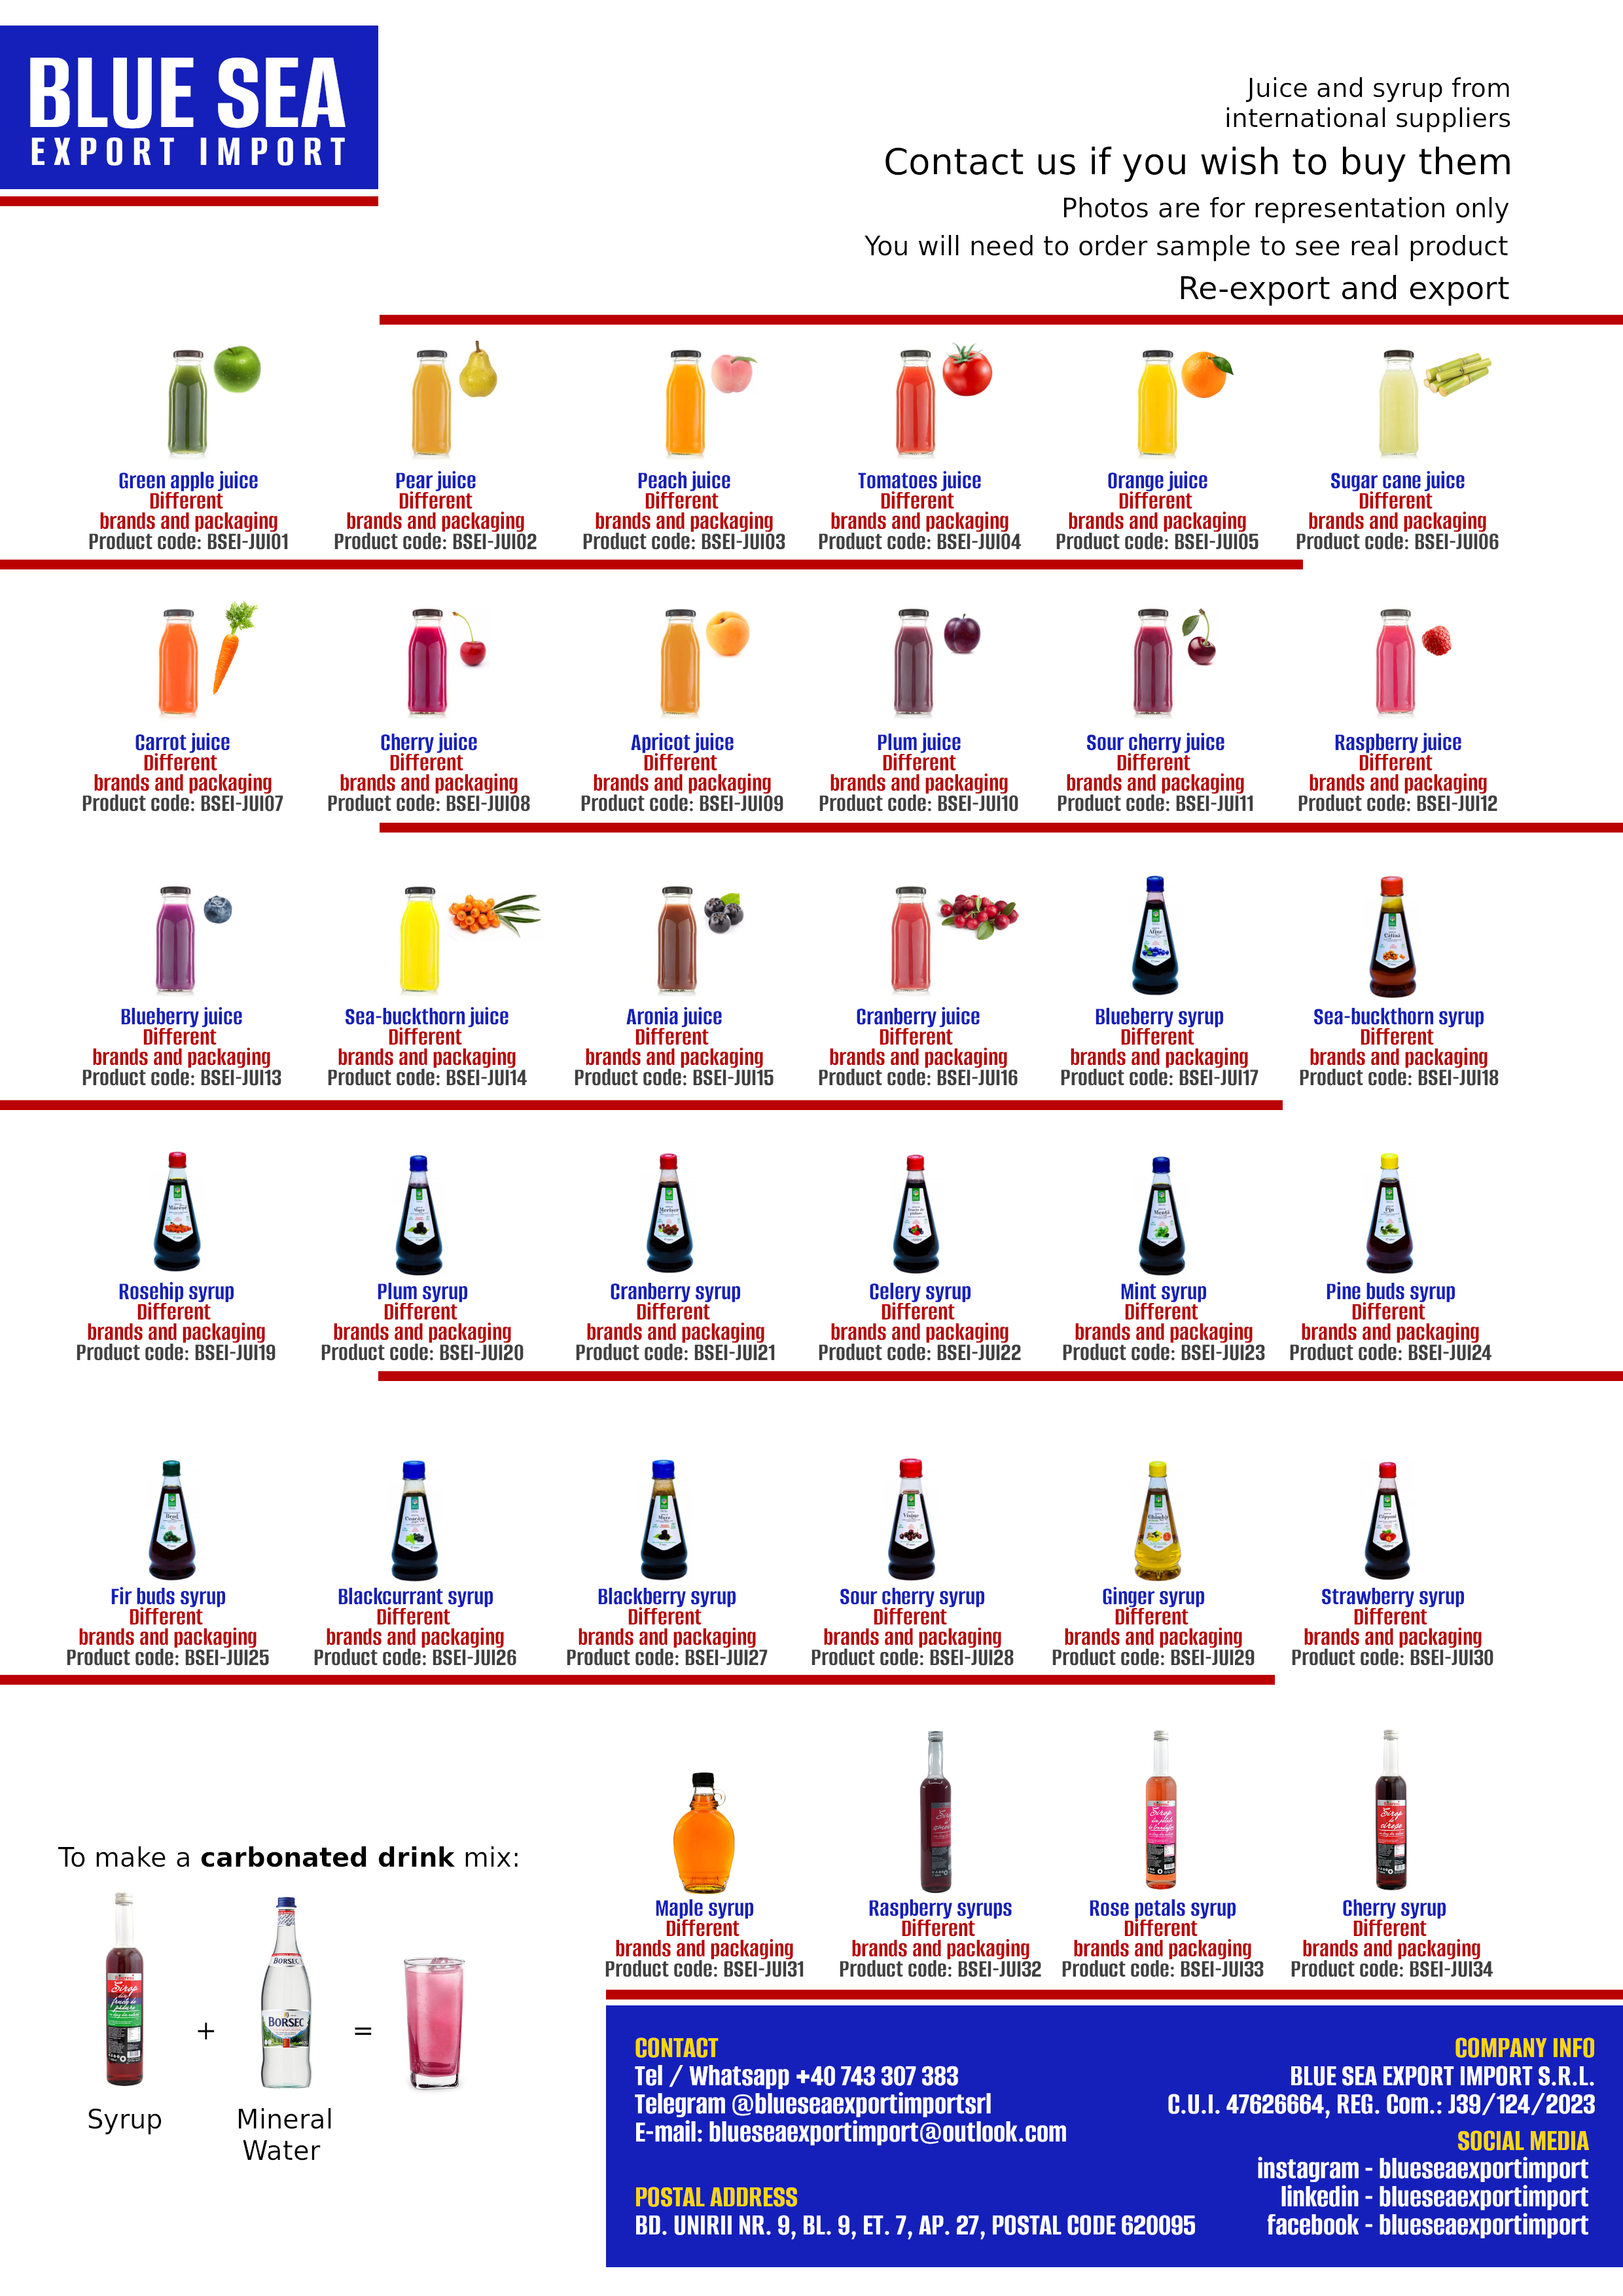 BLUE SEA
EXPORT IMPORT
Juice and syrup from
international suppliers
Contact us if you wish to buy them
Photos are for representation only
You will need to order sample to see real product
Re-export and export
Green apple juice
Different
brands and packaging
Product code: BSEI-JUI01
Pear juice
Different
brands and packaging
Product code: BSEI-JUI02
Peach juice
Different
brands and packaging
Product code: BSEI-JUI03
Tomatoes juice
Different
brands and packaging
Product code: BSEI-JUI04
Orange juice
Different
brands and packaging
Product code: BSEI-JUI05
Sugar cane juice
Different
brands and packaging
Product code: BSEI-JUI06
Carrot juice
Different
brands and packaging
Product code: BSEI-JUI07
Cherry juice
Different
brands and packaging
Product code: BSEI-JUI08
Apricot juice
Different
brands and packaging
Product code: BSEI-JUI09
Plum juice
Different
brands and packaging
Product code: BSEI-JUI10
Sour cherry juice
Different
brands and packaging
Product code: BSEI-JUI11
Raspberry juice
Different
brands and packaging
Product code: BSEI-JUI12
Blueberry juice
Different
brands and packaging
Product code: BSEI-JUI13
Sea-buckthorn juice
Different
brands and packaging
Product code: BSEI-JUI14
Aronia juice
Different
brands and packaging
Product code: BSEI-JUI15
Cranberry juice
Different
brands and packaging
Product code: BSEI-JUI16
Blueberry syrup
Different
brands and packaging
Product code: BSEI-JUI17
Sea-buckthorn syrup
Different
brands and packaging
Product code: BSEI-JUI18
Rosehip syrup
Different
brands and packaging
Product code: BSEI-JUI19
Plum syrup
Different
brands and packaging
Product code: BSEI-JUI20
Cranberry syrup
Different
brands and packaging
Product code: BSEI-JUI21
Celery syrup
Different
brands and packaging
Product code: BSEI-JUI22
Mint syrup
Different
brands and packaging
Product code: BSEI-JUI23
Pine buds syrup
Different
brands and packaging
Product code: BSEI-JUI24
Fir buds syrup
Different
brands and packaging
Product code: BSEI-JUI25
Blackcurrant syrup
Different
brands and packaging
Product code: BSEI-JUI26
Blackberry syrup
Different
brands and packaging
Product code: BSEI-JUI27
Sour cherry syrup
Different
brands and packaging
Product code: BSEI-JUI28
Ginger syrup
Different
brands and packaging
Product code: BSEI-JUI29
Strawberry syrup
Different
brands and packaging
Product code: BSEI-JUI30
Maple syrup
Different
brands and packaging
Product code: BSEI-JUI31
Raspberry syrups
Different
brands and packaging
Product code: BSEI-JUI32
Rose petals syrup
Different
brands and packaging
Product code: BSEI-JUI33
Cherry syrup
Different
brands and packaging
Product code: BSEI-JUI34
To make a carbonated drink mix:
BORSEC
BORSEC
+
=
Syrup
Mineral
Water
CONTACT
Tel / Whatsapp +40 743 307 383
Telegram @blueseaexportimportsrl
E-mail: blueseaexportimport@outlook.com
POSTAL ADDRESS
BD. UNIRII NR. 9, BL. 9, ET. 7, AP. 27, POSTAL CODE 620095
COMPANY INFO
BLUE SEA EXPORT IMPORT S.R.L.
C.U.I. 47626664, REG. Com.: J39/124/2023
SOCIAL MEDIA
instagram - blueseaexportimport
linkedin - blueseaexportimport
facebook - blueseaexportimport